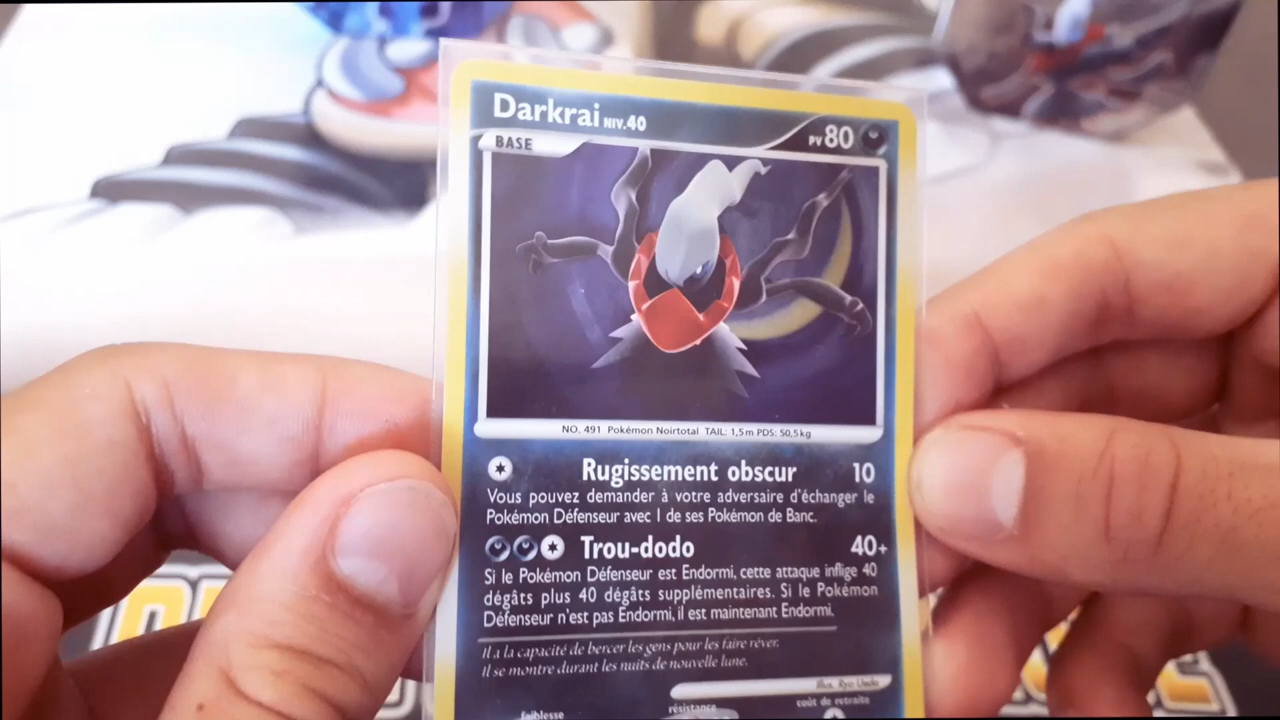 Darkrai NIV.40
PV 80
BASE
NO. 491 Pokémon Noirtotal TAIL: 1,5m PDS: 50,5kg
Rugissement obscur 10
Vous pouvez demander à votre adversaire d'échanger le
Pokémon Défenseur avec 1 de ses Pokémon de Banc.
Trou-dodo 40+
Si le Pokémon Défenseur est Endormi, cette attaque inflige 40
dégâts plus 40 dégâts supplémentaires. Si le Pokémon
Défenseur n'est pas Endormi, il est maintenant Endormi.
Il a la capacité de bercer les gens pour les faire rêver.
Il se montre durant les nuits de nouvelle lune.
Illus. Ryo Ueda
faiblesse résistance coût de retraite